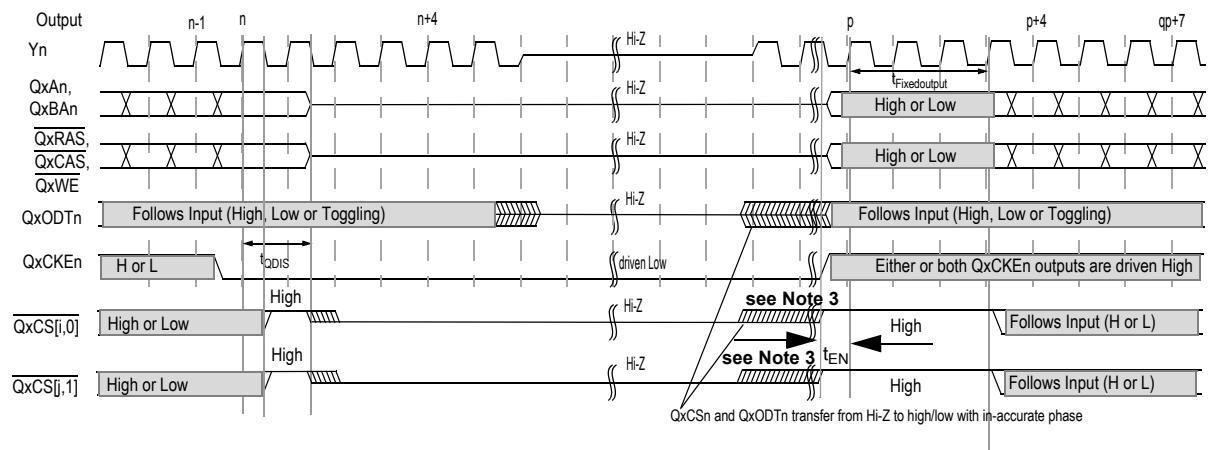 Output
n-1 n n+4 p p+4 qp+7
Yn Hi-Z
tFixedoutput
QxAn,
QxBAn Hi-Z High or Low
QxRAS,
QxCAS, Hi-Z High or Low
QxWE
QxODTn Follows Input (High, Low or Toggling) Hi-Z Follows Input (High, Low or Toggling)
tQDIS
QxCKEn H or L driven Low Either or both QxCKEn outputs are driven High
High Hi-Z see Note 3
QxCS[i,0] High or Low High Follows Input (H or L)
High Hi-Z see Note 3 tEN
QxCS[j,1] High or Low High Follows Input (H or L)
QxCSn and QxODTn transfer from Hi-Z to high/low with in-accurate phase